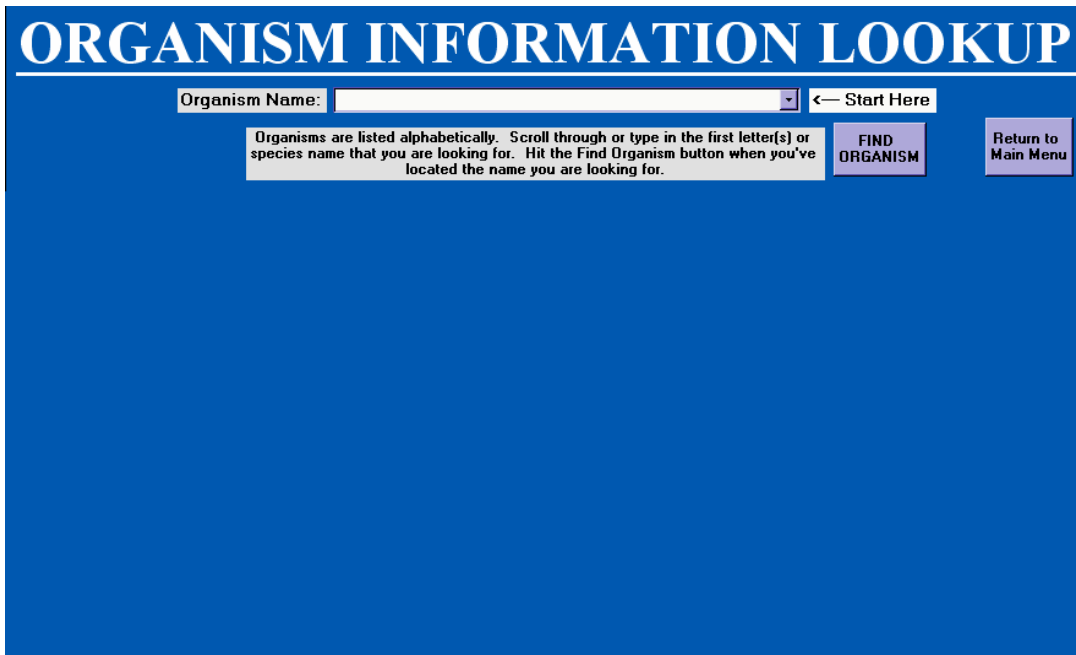 ORGANISM INFORMATION LOOKUP
Organism Name:
<— Start Here
Organisms are listed alphabetically. Scroll through or type in the first letter(s) or
species name that you are looking for. Hit the Find Organism button when you've
located the name you are looking for.
FIND
ORGANISM
Return to
Main Menu